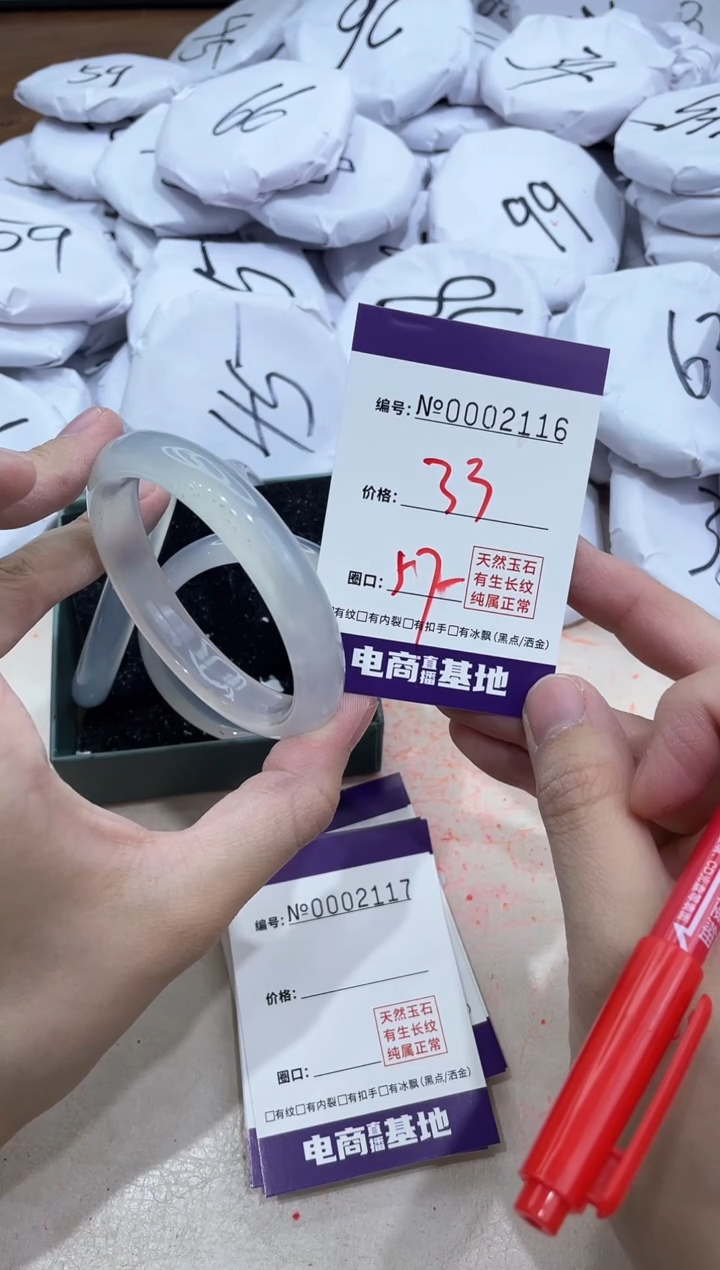 59
45
92
66
99
59
45
45
编号: №0002116
价格: 33
圈口: 57
天然玉石
有生长纹
纯属正常
有纹□有内裂□有扣手□有冰飘(黑点/洒金)
电商直播基地
编号: №0002117
价格:
天然玉石
有生长纹
纯属正常
圈口:
□有纹□有内裂□有扣手□有冰飘(黑点/洒金)
电商直播基地